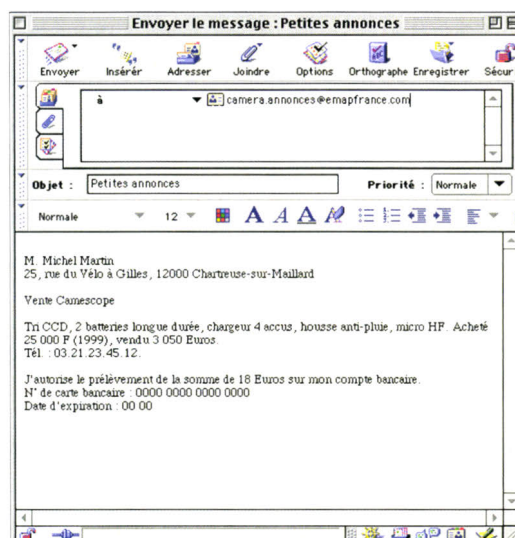 Envoyer le message : Petites annonces
Envoyer Insérer Adresser Joindre Options Orthographe Enregistrer Sécur
à camera.annonces@emapfrance.com
Objet : Petites annonces Priorité : Normale
Normale 12
M. Michel Martin
25, rue du Vélo à Gilles, 12000 Chartreuse-sur-Maillard
Vente Camescope
Tri CCD, 2 batteries longue durée, chargeur 4 accus, housse anti-pluie, micro HF. Acheté
25 000 F (1999), vendu 3 050 Euros.
Tél. : 03.21.23.45.12.
J'autorise le prélèvement de la somme de 18 Euros sur mon compte bancaire.
N° de carte bancaire : 0000 0000 0000 0000
Date d'expiration : 00 00